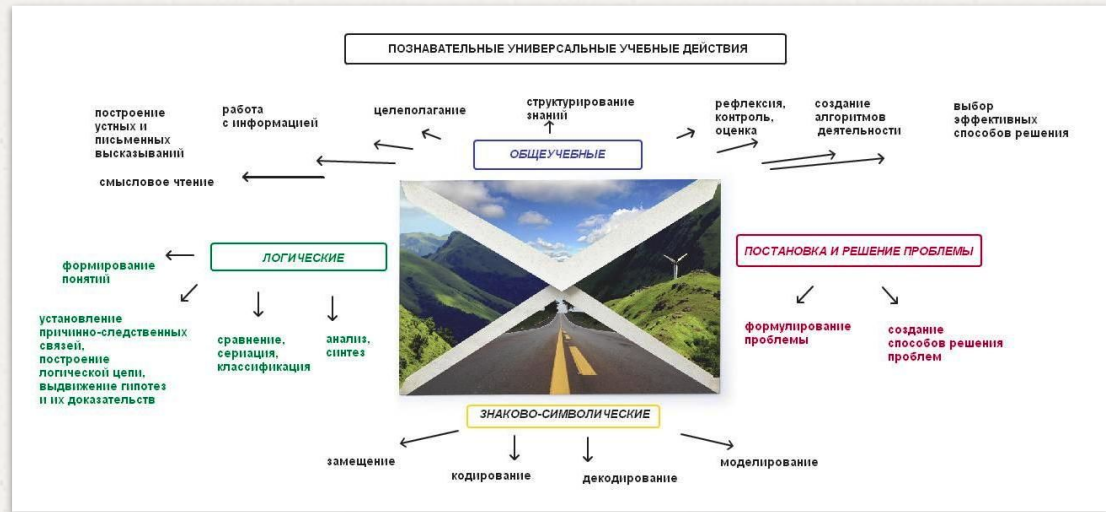 ПОЗНАВАТЕЛЬНЫЕ УНИВЕРСАЛЬНЫЕ УЧЕБНЫЕ ДЕЙСТВИЯ
построение
устных и
письменных
высказываний
работа
с информацией
целеполагание
структурирование
знаний
рефлексия,
контроль,
оценка
создание
алгоритмов
деятельности
выбор
эффективных
способов решения
смысловое чтение
ОБЩЕУЧЕБНЫЕ
ЛОГИЧЕСКИЕ
формирование
понятий
установление
причинно-следственных
связей,
построение
логической цепи,
выдвижение гипотез
и их доказательств
сравнение,
сериация,
классификация
анализ,
синтез
ПОСТАНОВКА И РЕШЕНИЕ ПРОБЛЕМЫ
формулирование
проблемы
создание
способов решения
проблем
ЗНАКОВО-СИМВОЛИЧЕСКИЕ
замещение
кодирование
декодирование
моделирование